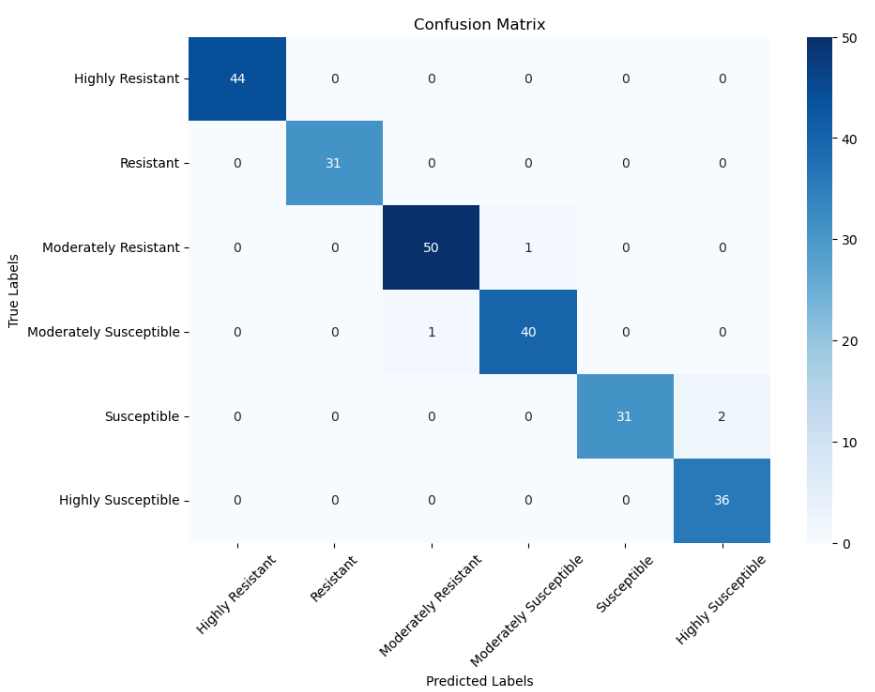 Confusion Matrix
Highly Resistant
44 0 0 0 0 0
Resistant
0 31 0 0 0 0
Moderately Resistant
0 0 50 1 0 0
Moderately Susceptible
0 0 1 40 0 0
Susceptible
0 0 0 0 31 2
Highly Susceptible
0 0 0 0 0 36
True Labels
Highly Resistant
Resistant
Moderately Resistant
Moderately Susceptible
Susceptible
Highly Susceptible
Predicted Labels
50
40
30
20
10
0